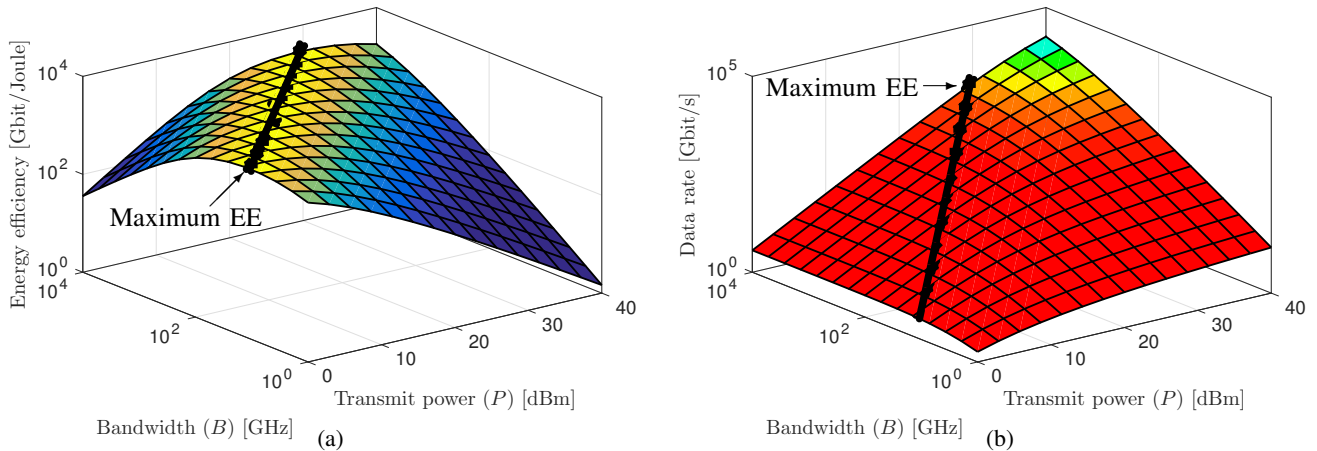 Energy efficiency [Gbit/Joule]
10^4
10^2
10^0
10^4
10^2
10^0
0
10
20
30
40
Maximum EE
Transmit power (P) [dBm]
Bandwidth (B) [GHz]
(a)
Data rate [Gbit/s]
10^5
10^0
10^4
10^2
10^0
0
10
20
30
40
Maximum EE
Transmit power (P) [dBm]
Bandwidth (B) [GHz]
(b)